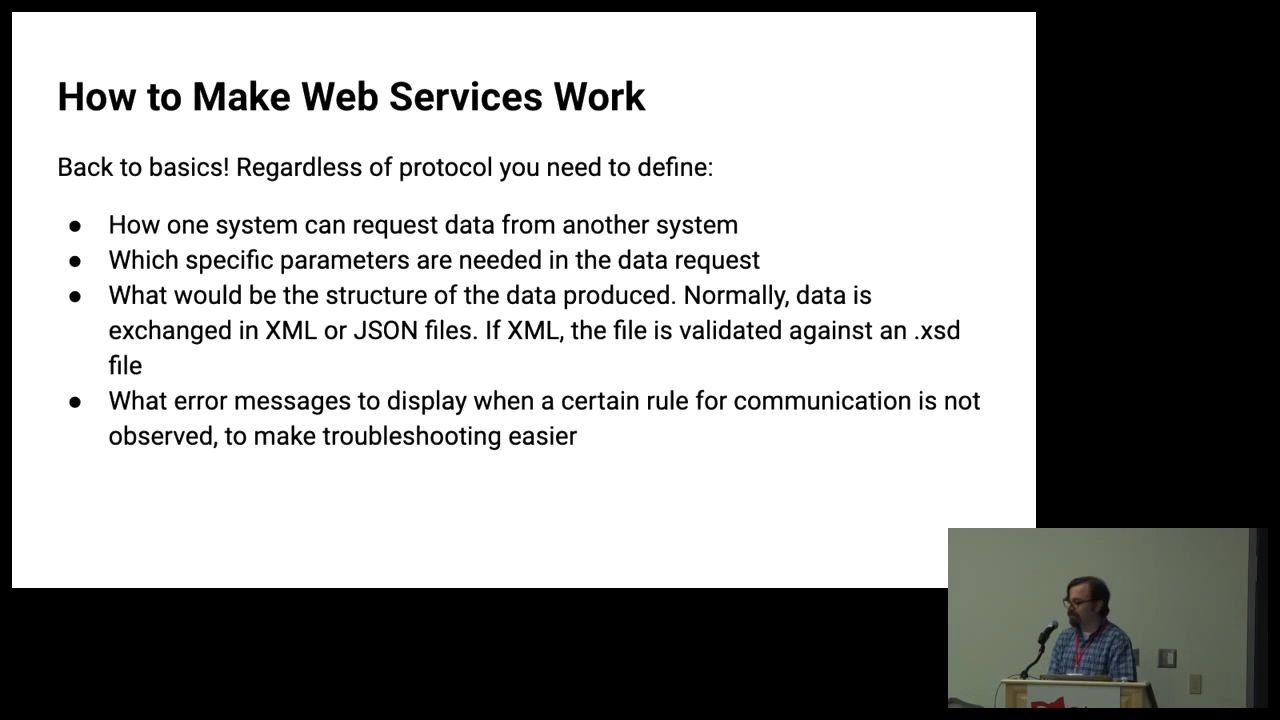 How to Make Web Services Work
Back to basics! Regardless of protocol you need to define:
● How one system can request data from another system
● Which specific parameters are needed in the data request
● What would be the structure of the data produced. Normally, data is
exchanged in XML or JSON files. If XML, the file is validated against an .xsd
file
● What error messages to display when a certain rule for communication is not
observed, to make troubleshooting easier